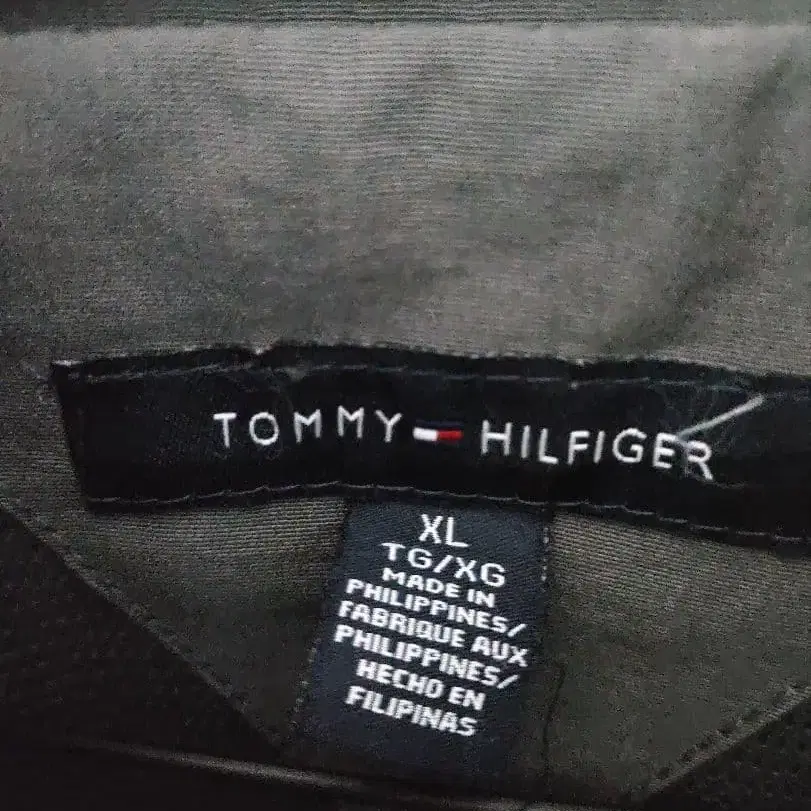 TOMMY HILFIGER
XL
TG/XG
MADE IN
PHILIPPINES/
FABRIQUE AUX
PHILIPPINES/
HECHO EN
FILIPINAS